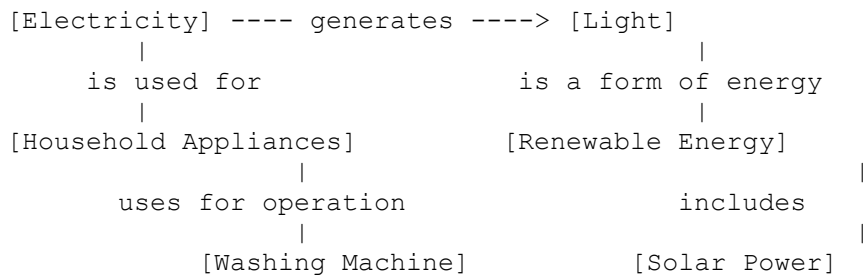 [Electricity] ---- generates ----> [Light]
| |
is used for is a form of energy
| |
[Household Appliances] [Renewable Energy]
| |
uses for operation includes
| |
[Washing Machine] [Solar Power]